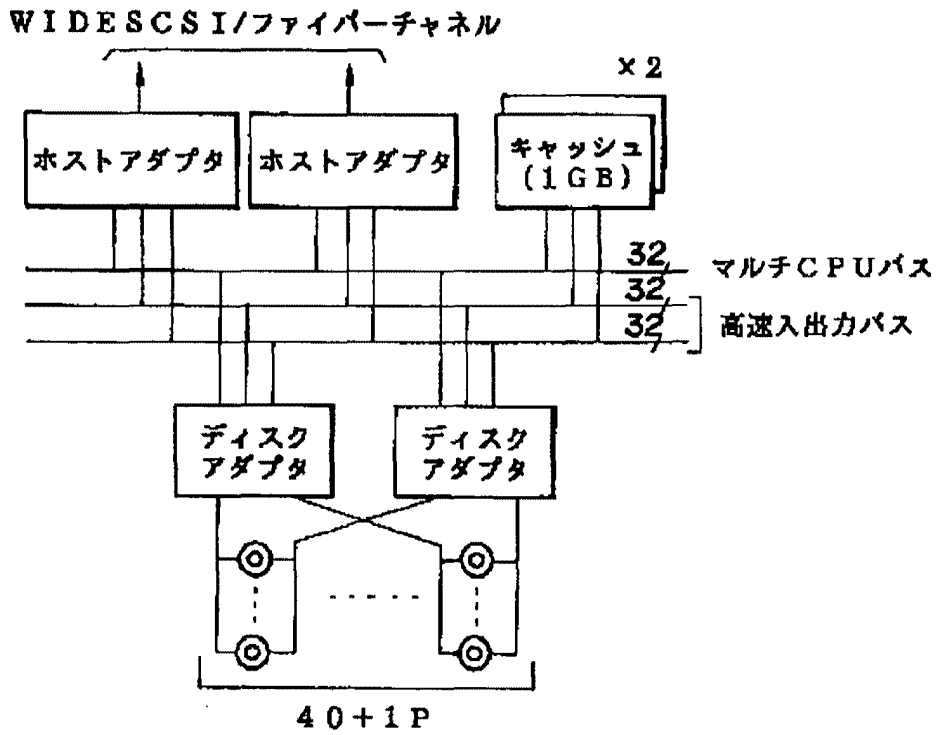 ＷＩＤＥＳＣＳＩ/ファイバーチャネル
×２
ホストアダプタ
ホストアダプタ
キャッシュ
(１ＧＢ)
32
マルチＣＰＵバス
32
32
高速入出力バス
ディスク
アダプタ
ディスク
アダプタ
４Ｄ＋１Ｐ